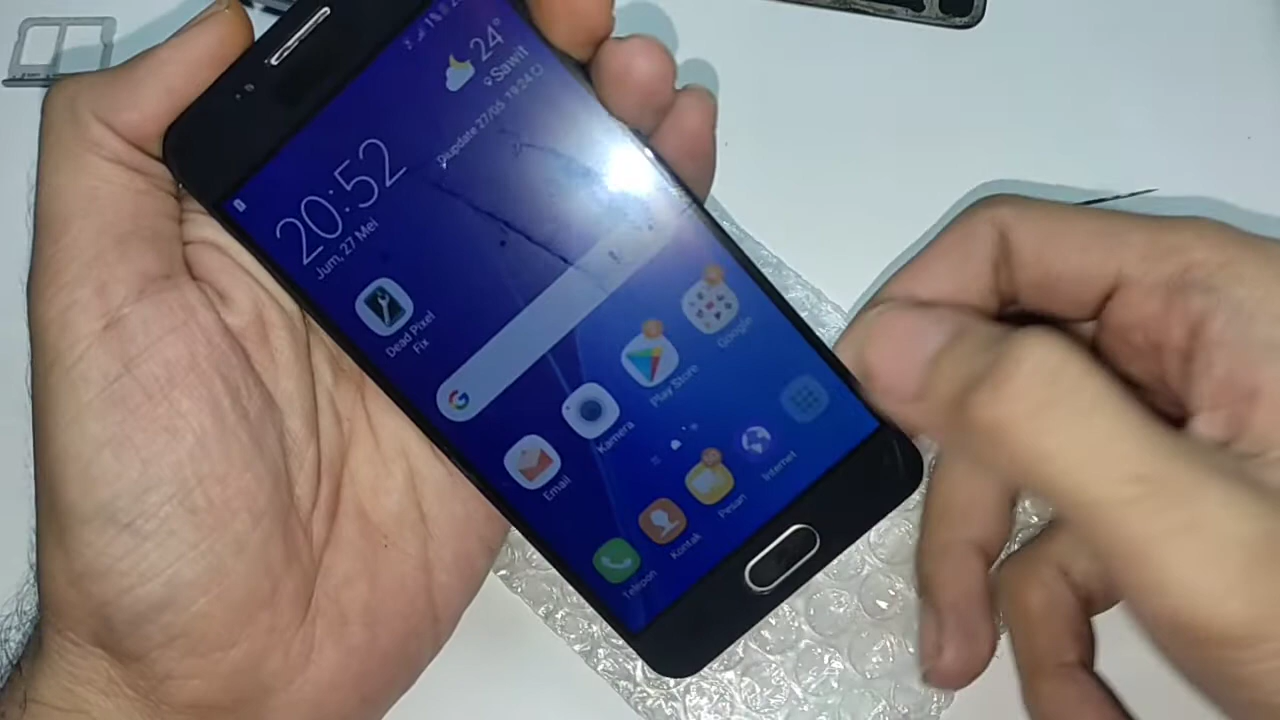 24°
Sawit
Diupdate 27/05 19:24
20:52
Jum, 27 Mei
Dead Pixel
Fix
Google
Play Store
Kamera
Email
Internet
Pesan
Kontak
Telepon